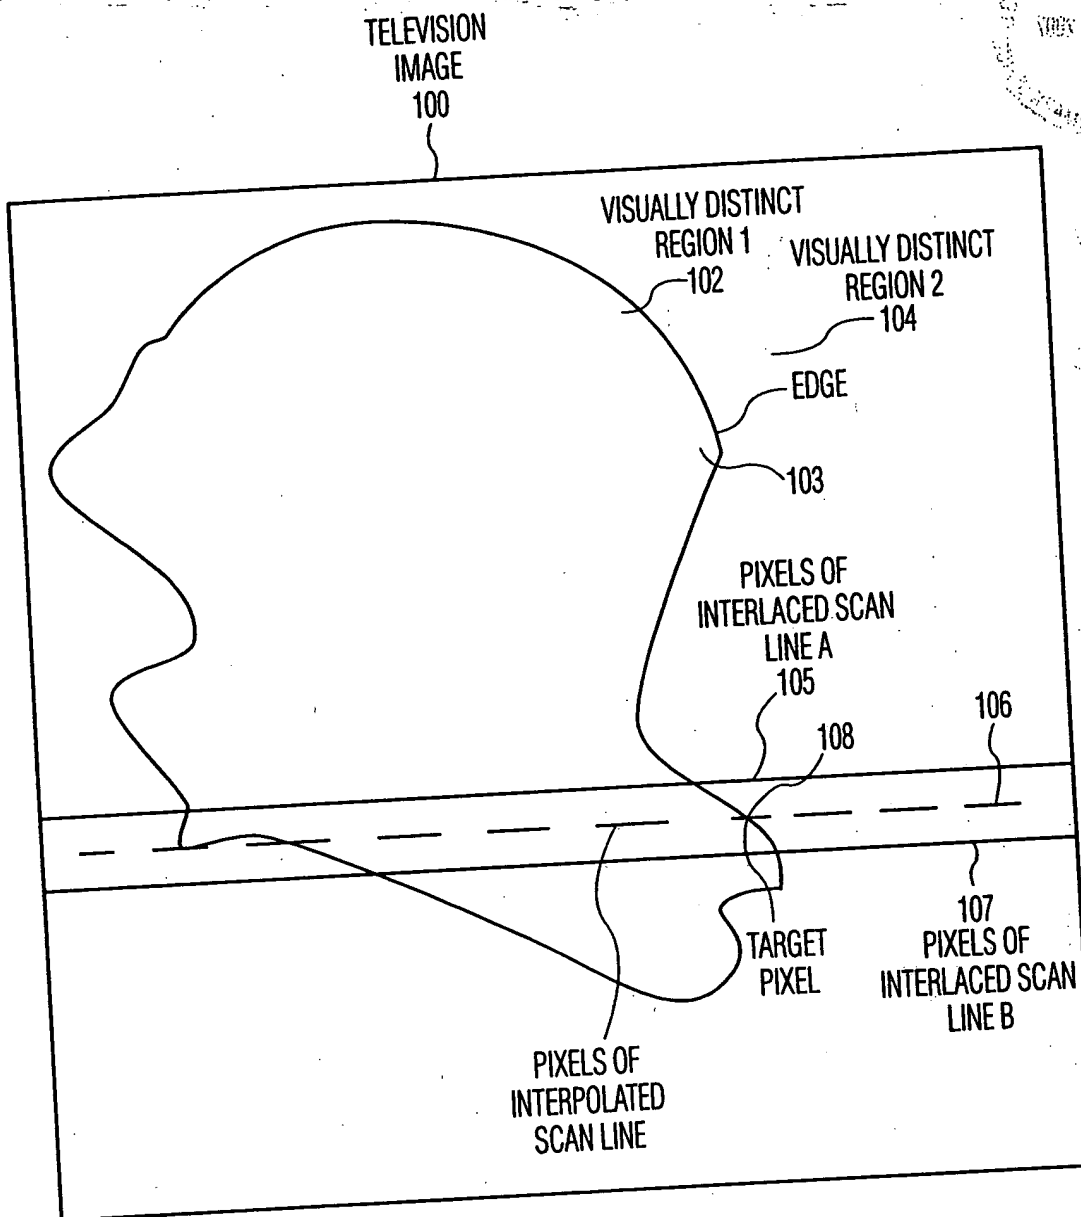 TELEVISION
IMAGE
100
VISUALLY DISTINCT
REGION 1
102
VISUALLY DISTINCT
REGION 2
104
EDGE
103
PIXELS OF
INTERLACED SCAN
LINE A
105
106
108
TARGET
PIXEL
107
PIXELS OF
INTERLACED SCAN
LINE B
PIXELS OF
INTERPOLATED
SCAN LINE